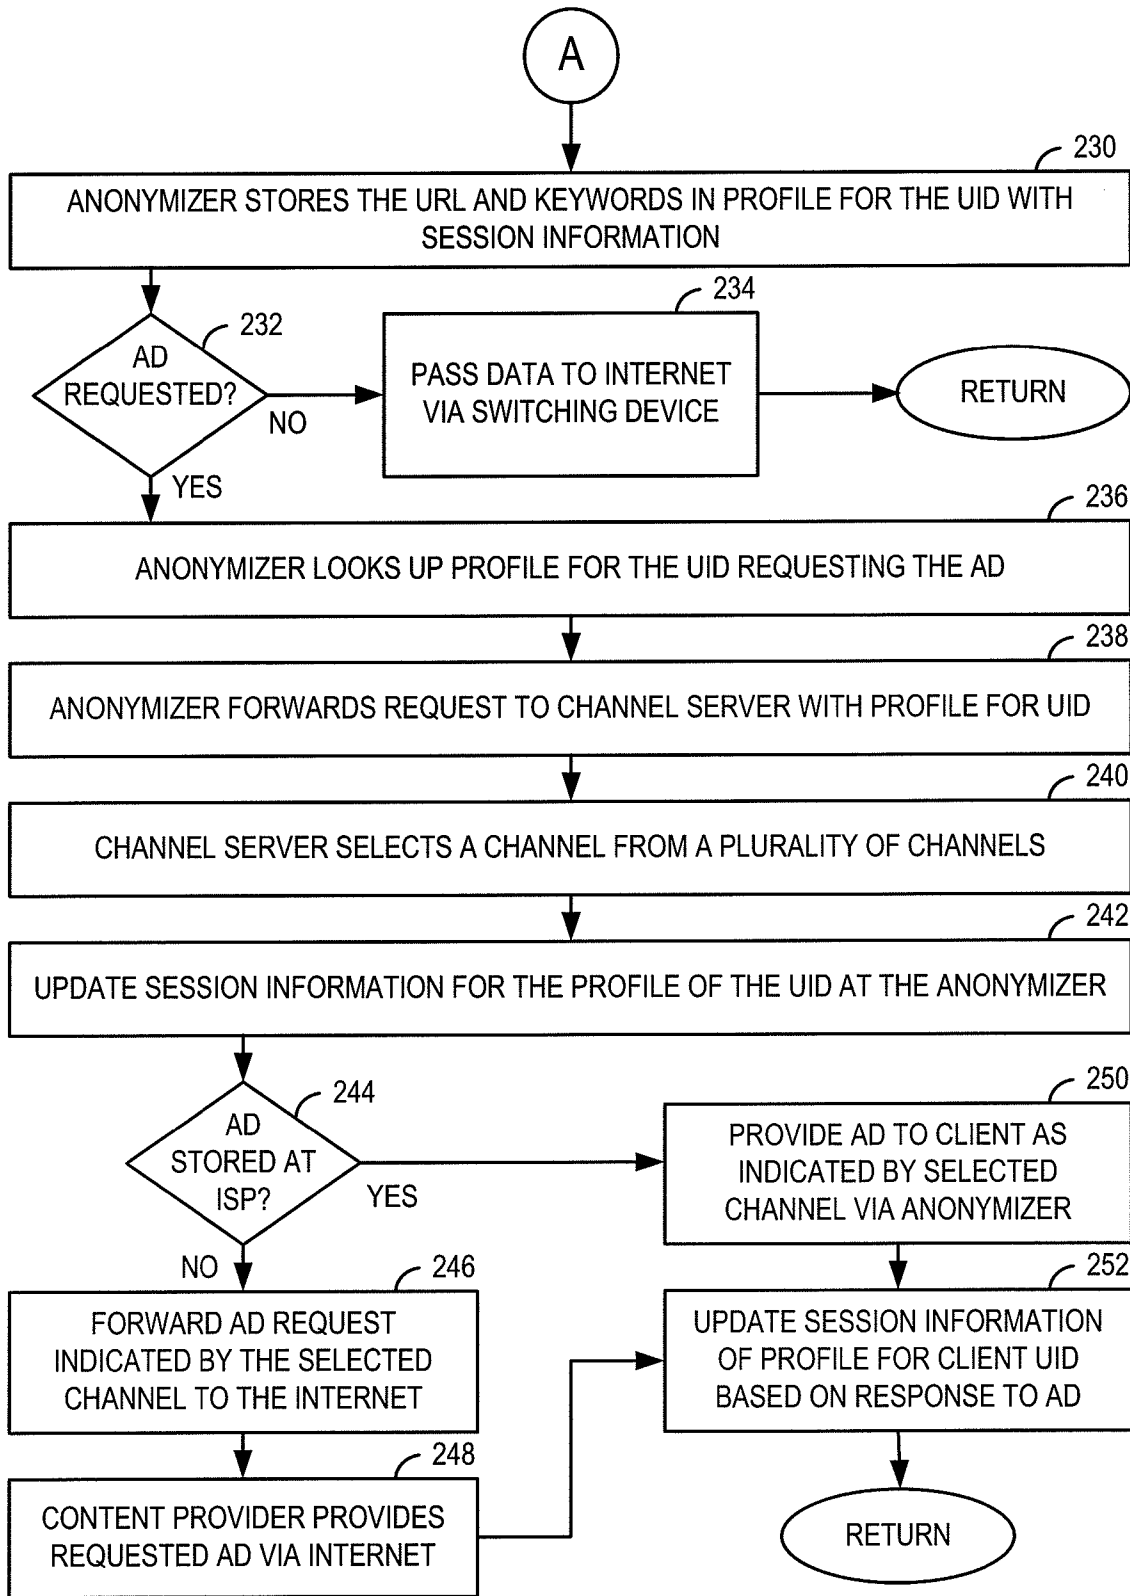 A
230
ANONYMIZER STORES THE URL AND KEYWORDS IN PROFILE FOR THE UID WITH
SESSION INFORMATION
232
AD
REQUESTED?
NO
YES
234
PASS DATA TO INTERNET
VIA SWITCHING DEVICE
RETURN
236
ANONYMIZER LOOKS UP PROFILE FOR THE UID REQUESTING THE AD
238
ANONYMIZER FORWARDS REQUEST TO CHANNEL SERVER WITH PROFILE FOR UID
240
CHANNEL SERVER SELECTS A CHANNEL FROM A PLURALITY OF CHANNELS
242
UPDATE SESSION INFORMATION FOR THE PROFILE OF THE UID AT THE ANONYMIZER
244
AD
STORED AT
ISP?
YES
NO
250
PROVIDE AD TO CLIENT AS
INDICATED BY SELECTED
CHANNEL VIA ANONYMIZER
246
FORWARD AD REQUEST
INDICATED BY THE SELECTED
CHANNEL TO THE INTERNET
252
UPDATE SESSION INFORMATION
OF PROFILE FOR CLIENT UID
BASED ON RESPONSE TO AD
248
CONTENT PROVIDER PROVIDES
REQUESTED AD VIA INTERNET
RETURN